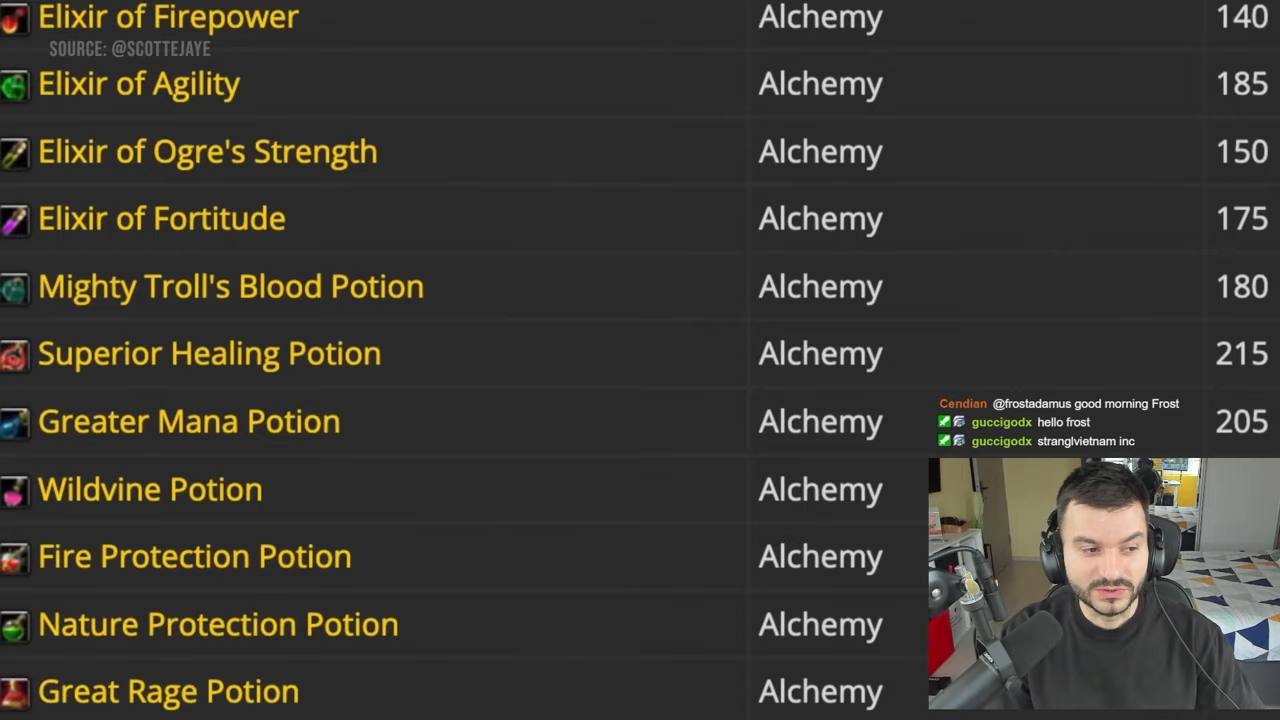 Elixir of Firepower Alchemy 140
SOURCE: @SCOTTEJAYE
Elixir of Agility Alchemy 185
Elixir of Ogre's Strength Alchemy 150
Elixir of Fortitude Alchemy 175
Mighty Troll's Blood Potion Alchemy 180
Superior Healing Potion Alchemy 215
Greater Mana Potion Alchemy 205
Cendian @frostadamus good morning Frost
guccigodx hello frost
guccigodx stranglvietnam inc
Wildvine Potion Alchemy
Fire Protection Potion Alchemy
Nature Protection Potion Alchemy
Great Rage Potion Alchemy